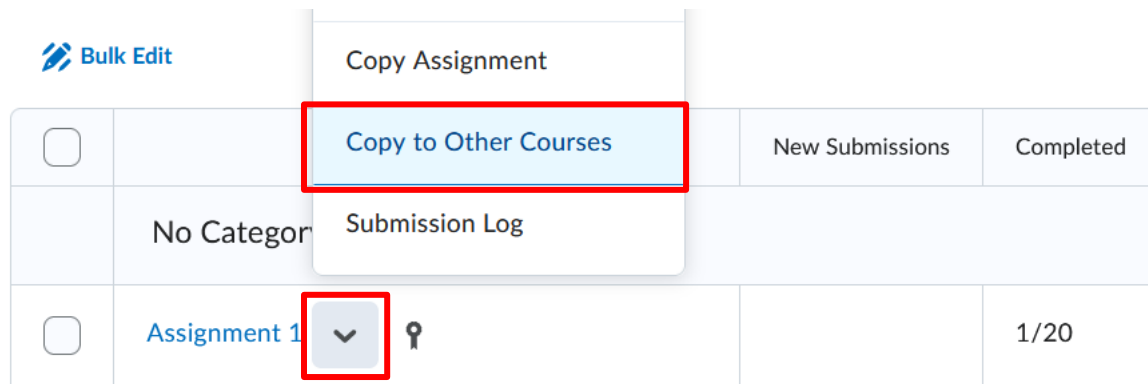 Bulk Edit
Copy Assignment
Copy to Other Courses
New Submissions
Completed
No Categor
Submission Log
Assignment 1
1/20